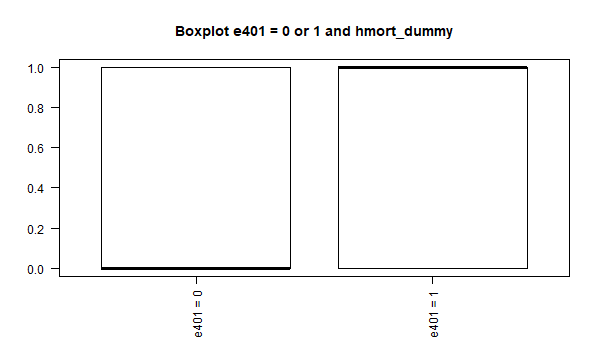 Boxplot e401 = 0 or 1 and hmort_dummy
1.0
0.8
0.6
0.4
0.2
0.0
e401 = 0
e401 = 1